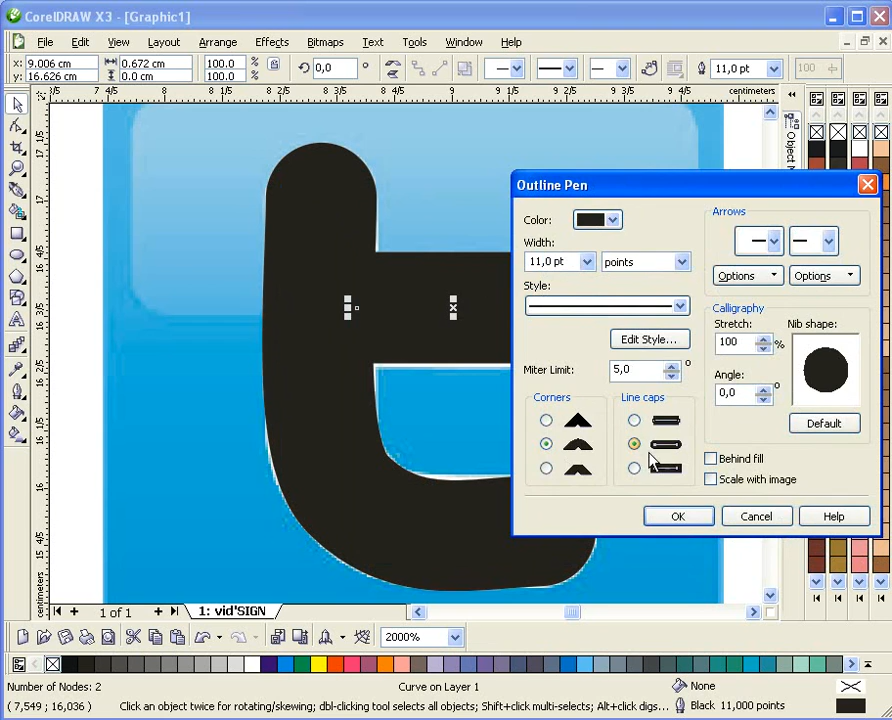 CorelDRAW X3 - [Graphic1]
File Edit View Layout Arrange Effects Bitmaps Text Tools Window Help
x: 9.006 cm
y: 16.626 cm
0.672 cm
0.0 cm
100.0
100.0
%
%
0,0
o
11,0 pt
100
centimeters
Object M
Outline Pen
Color:
Width:
11,0 pt
points
Style:
Edit Style...
Miter Limit:
5,0
o
Corners
Line caps
Arrows
Options
Options
Calligraphy
Stretch:
100
%
Angle:
0,0
o
Nib shape:
Default
Behind fill
Scale with image
OK
Cancel
Help
1 of 1
1: vid'SIGN
2000%
Number of Nodes: 2
Curve on Layer 1
None
( 7,549 ; 16,036 )
Click an object twice for rotating/skewing; dbl-clicking tool selects all objects; Shift+click multi-selects; Alt+click digs...
Black 11,000 points